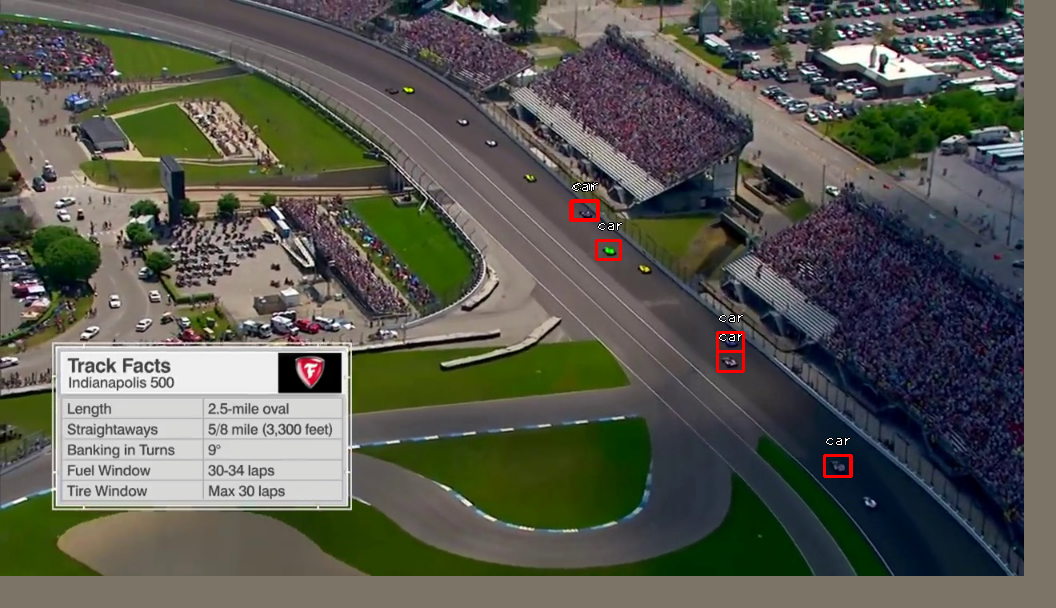 car
car
car
car
car
Track Facts
Indianapolis 500
Length 2.5-mile oval
Straightaways 5/8 mile (3,300 feet)
Banking in Turns 9°
Fuel Window 30-34 laps
Tire Window Max 30 laps